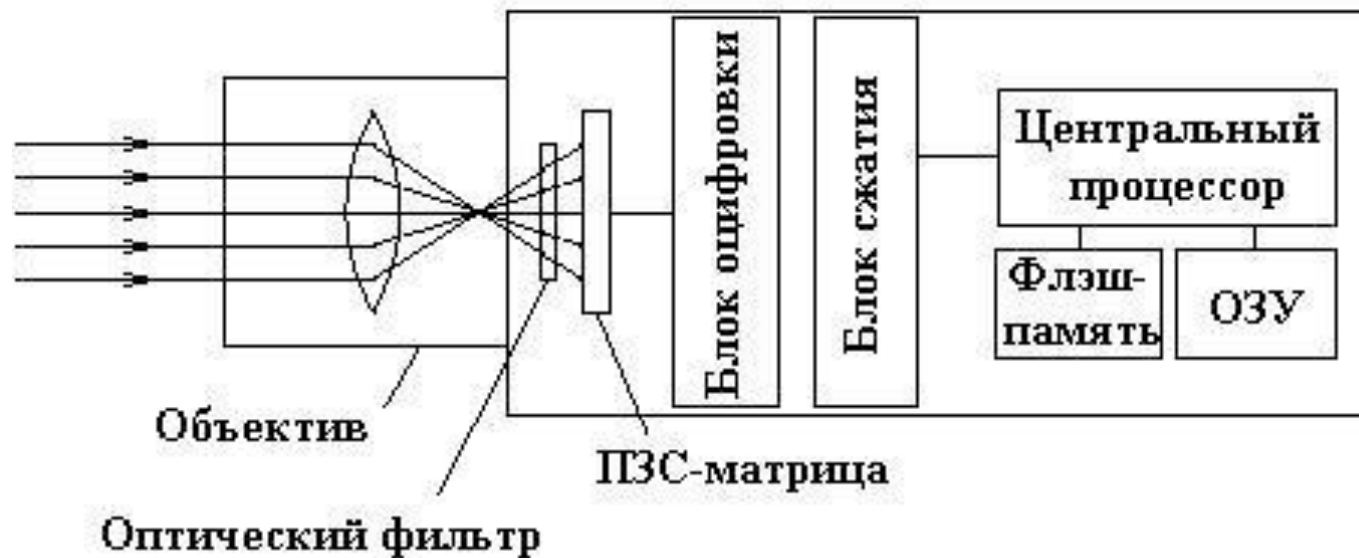 Блок оцифровки
Блок сжатия
Центральный
процессор
Флэш-
память
ОЗУ
Объектив
ПЗС-матрица
Оптический фильтр